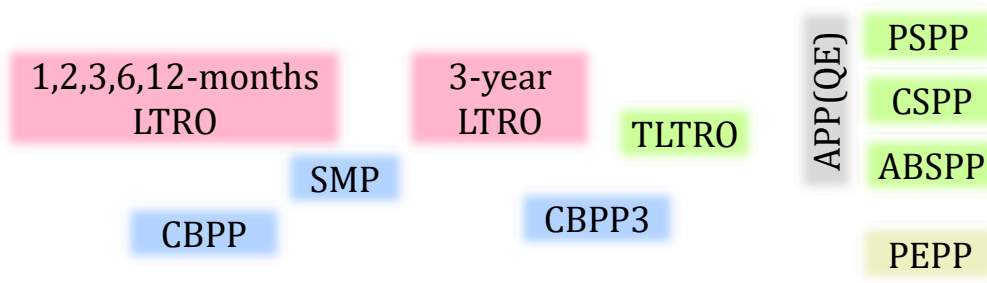 1,2,3,6,12-months
LTRO
3-year
LTRO
TLTRO
SMP
CBPP
CBPP3
APP(QE)
PSPP
CSPP
ABSPP
PEPP